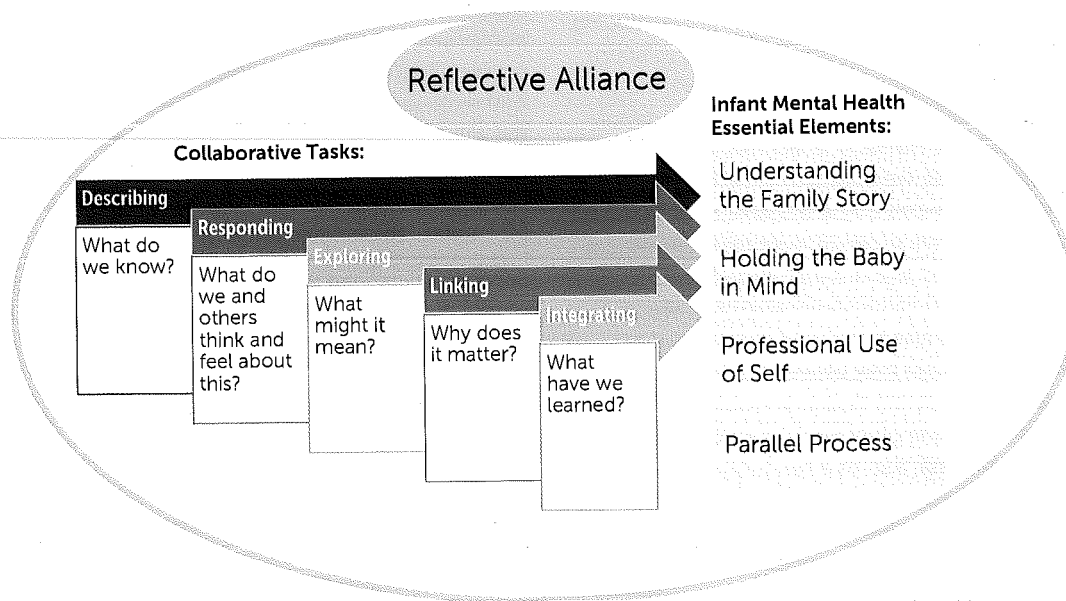 Reflective Alliance
Collaborative Tasks:
Describing
What do
we know?
Responding
What do
we and
others
think and
feel about
this?
Exploring
What
might it
mean?
Linking
Why does
it matter?
Integrating
What
have we
learned?
Infant Mental Health
Essential Elements:
Understanding
the Family Story
Holding the Baby
in Mind
Professional Use
of Self
Parallel Process